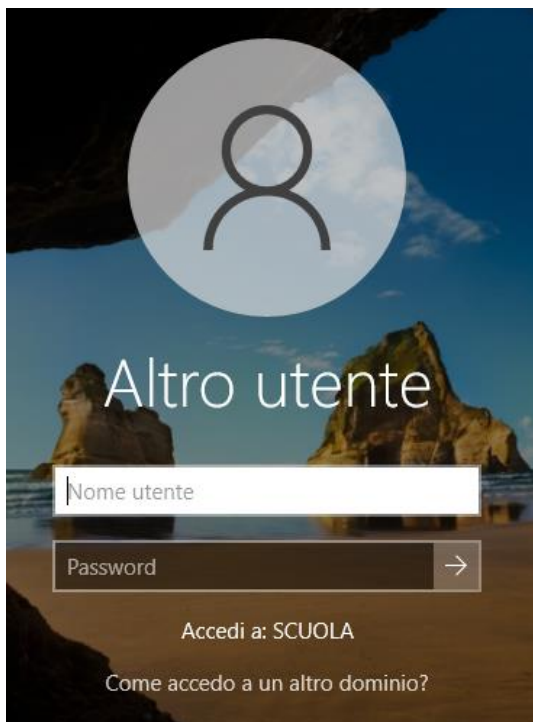 Altro utente
Nome utente
Password
Accedi a: SCUOLA
Come accedo a un altro dominio?